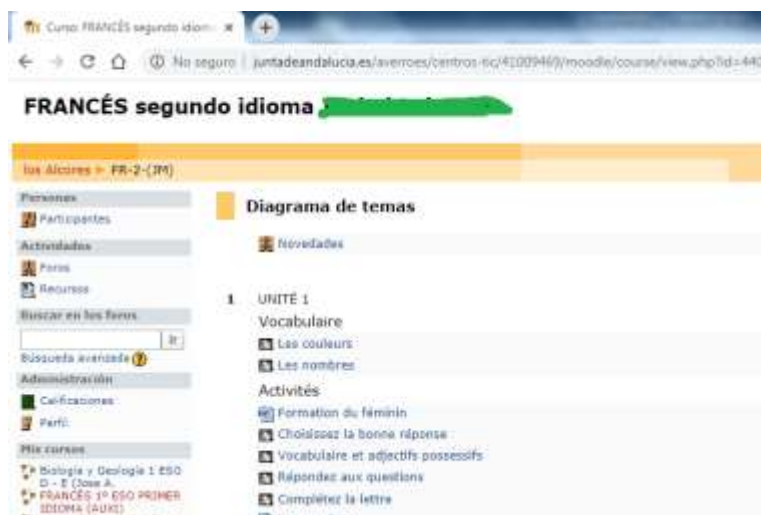 Curso: FRANCÉS segundo idiom
No seguro | juntadeandalucia.es/averroes/centros-tic/41009469/moodle/course/view.php?id=440
FRANCÉS segundo idioma
los Alcores ► FR-2-(JM)
Personas
Participantes
Actividades
Foros
Recursos
Buscar en los foros
Ir
Búsqueda avanzada ?
Administración
Calificaciones
Perfil
Mis cursos
Biología y Geología 1 ESO
D - E (Jose A.
FRANCÉS 1º ESO PRIMER
IDIOMA (AUXI)
Diagrama de temas
Novedades
1 UNITÉ 1
Vocabulaire
Les couleurs
Les nombres
Activités
Formation du féminin
Choisissez la bonne réponse
Vocabulaire et adjectifs possessifs
Répondez aux questions
Complétez la lettre